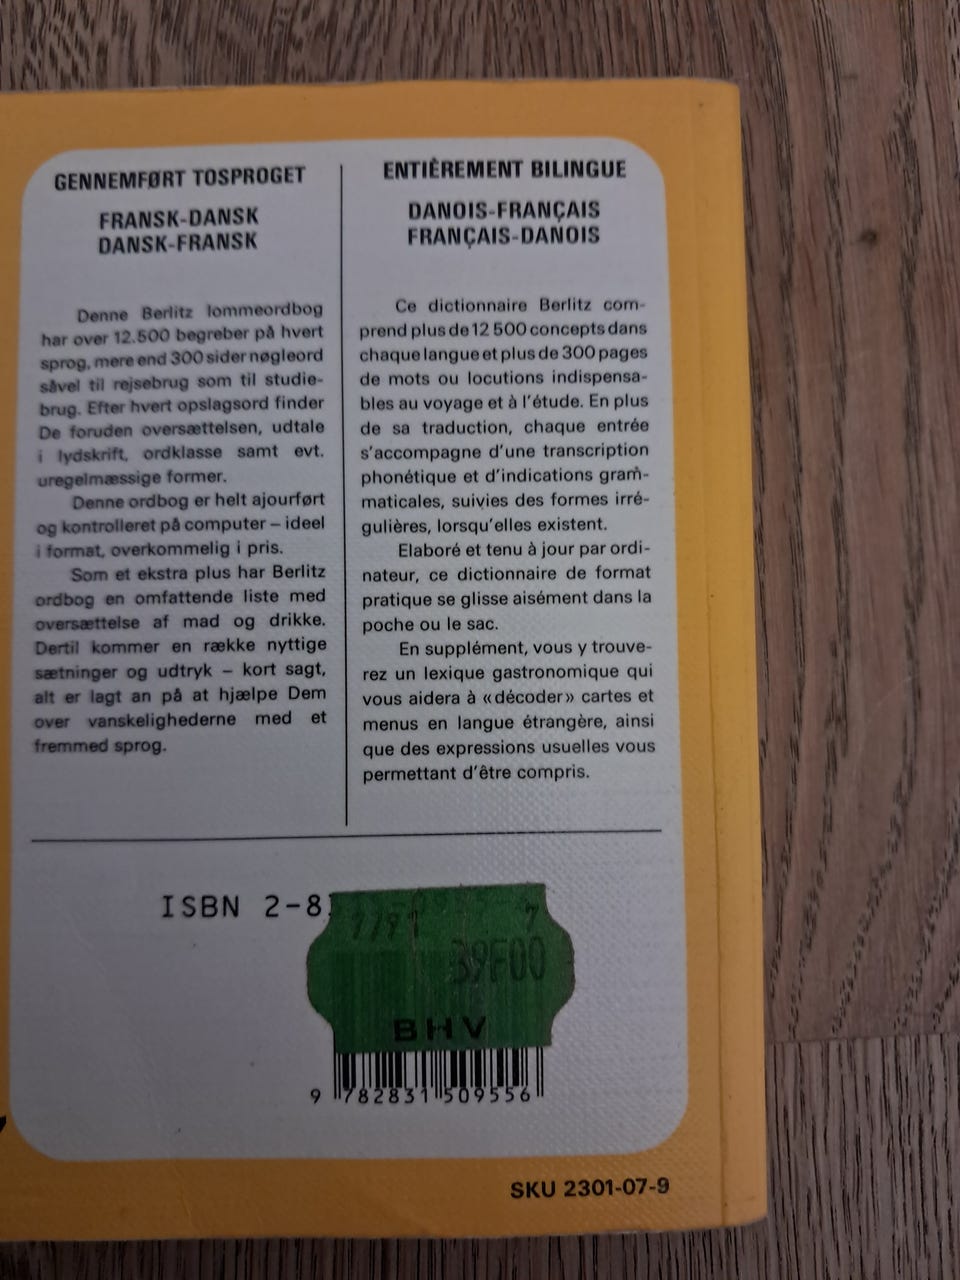 GENNEMFØRT TOSPROGET
FRANSK-DANSK
DANSK-FRANSK
Denne Berlitz lommeordbog
har over 12.500 begreber på hvert
sprog, mere end 300 sider nøgleord
såvel til rejsebrug som til studie-
brug. Efter hvert opslagsord finder
De foruden oversættelsen, udtale
i lydskrift, ordklasse samt evt.
uregelmæssige former.
Denne ordbog er helt ajourført
og kontrolleret på computer – ideel
i format, overkommelig i pris.
Som et ekstra plus har Berlitz
ordbog en omfattende liste med
oversættelse af mad og drikke.
Dertil kommer en række nyttige
sætninger og udtryk – kort sagt,
alt er lagt an på at hjælpe Dem
over vanskelighederne med et
fremmed sprog.
ENTIÈREMENT BILINGUE
DANOIS-FRANÇAIS
FRANÇAIS-DANOIS
Ce dictionnaire Berlitz com-
prend plus de 12 500 concepts dans
chaque langue et plus de 300 pages
de mots ou locutions indispensa-
bles au voyage et à l'étude. En plus
de sa traduction, chaque entrée
s'accompagne d'une transcription
phonétique et d'indications gram-
maticales, suivies des formes irré-
gulières, lorsqu'elles existent.
Elaboré et tenu à jour par ordi-
nateur, ce dictionnaire de format
pratique se glisse aisément dans la
poche ou le sac.
En supplément, vous y trouve-
rez un lexique gastronomique qui
vous aidera à «décoder» cartes et
menus en langue étrangère, ainsi
que des expressions usuelles vous
permettant d'être compris.
ISBN 2-8
7791 7
39F00
BHV
9 782831 509556
SKU 2301-07-9